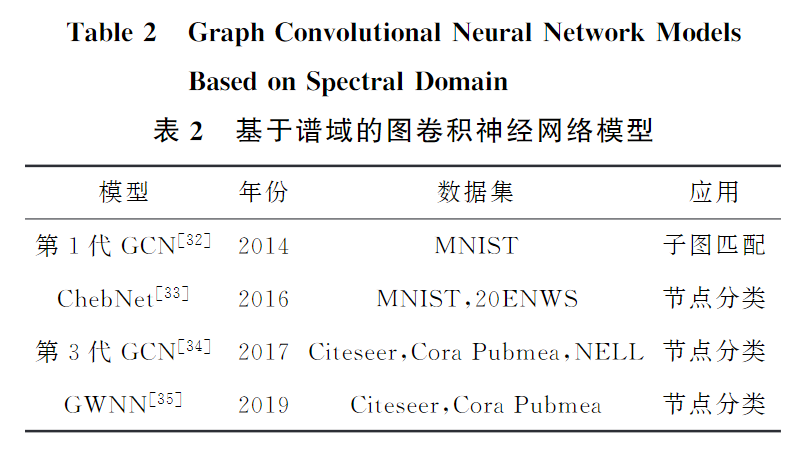 Table 2 Graph Convolutional Neural Network Models
Based on Spectral Domain
表 2 基于谱域的图卷积神经网络模型
模型 年份 数据集 应用
第 1 代 GCN[32] 2014 MNIST 子图匹配
ChebNet[33] 2016 MNIST,20ENWS 节点分类
第 3 代 GCN[34] 2017 Citeseer,Cora Pubmea,NELL 节点分类
GWNN[35] 2019 Citeseer,Cora Pubmea 节点分类